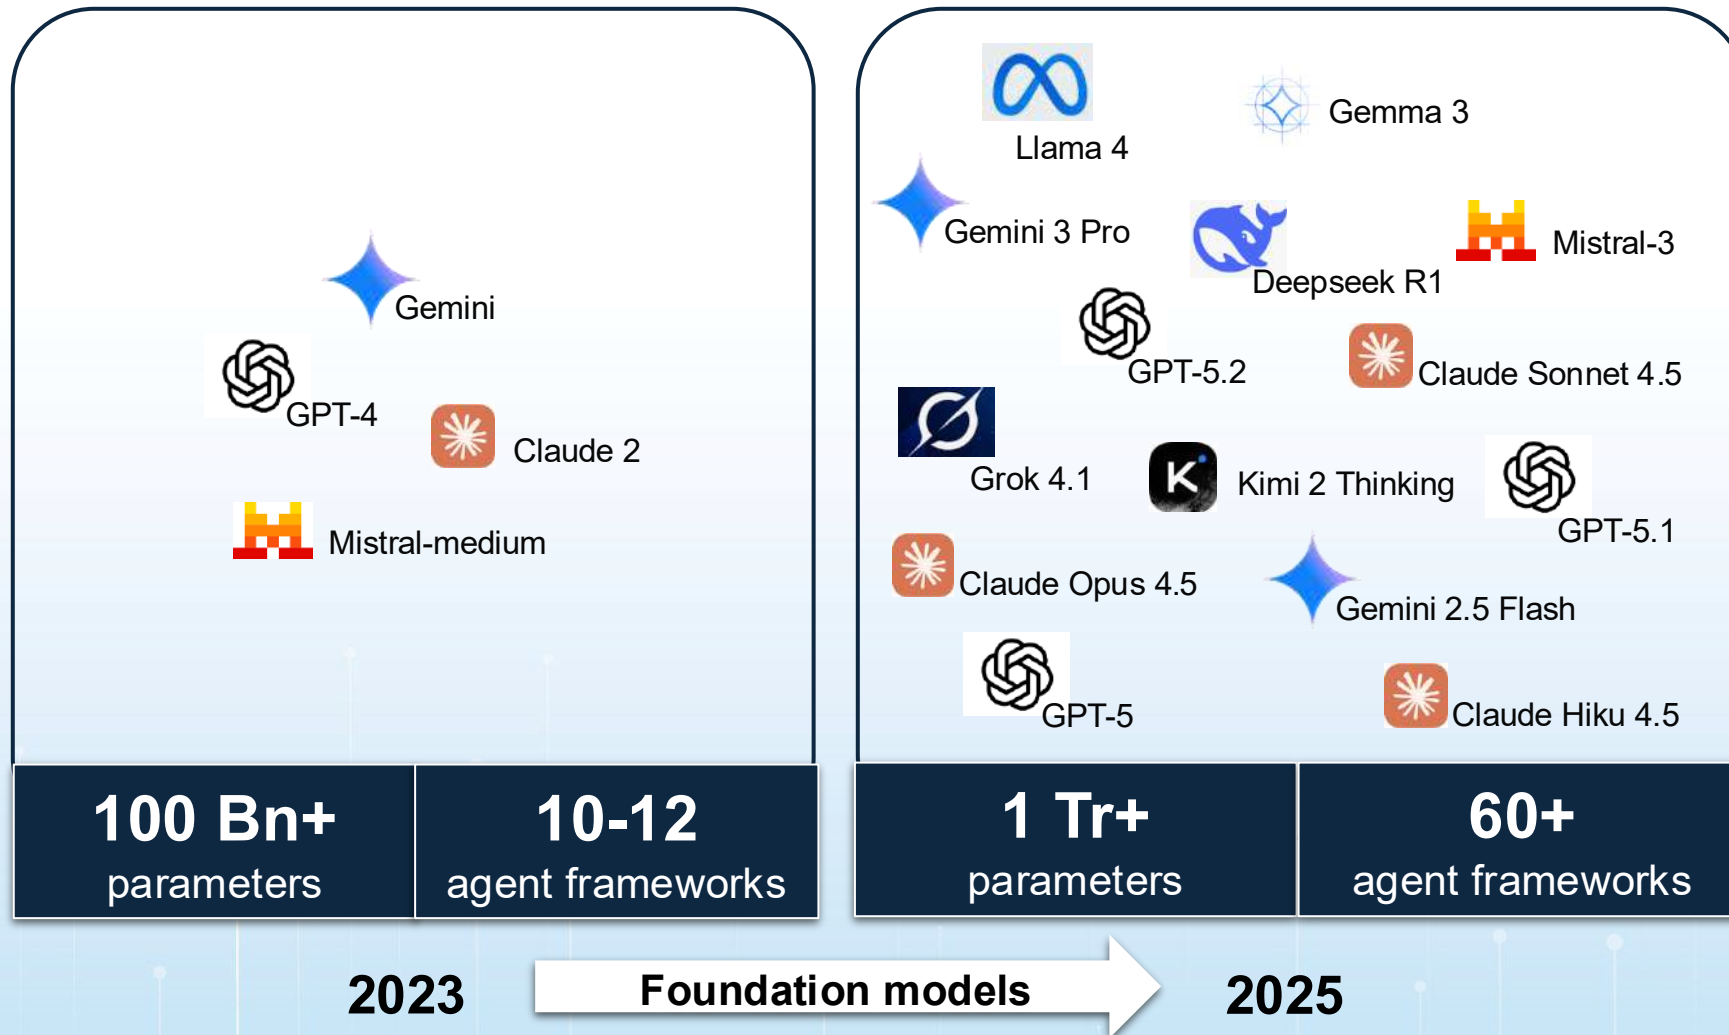 Gemini
GPT-4
Claude 2
Mistral-medium
100 Bn+
parameters
10-12
agent frameworks
Llama 4
Gemma 3
Gemini 3 Pro
Deepseek R1
Mistral-3
GPT-5.2
Claude Sonnet 4.5
Grok 4.1
K
Kimi 2 Thinking
GPT-5.1
Claude Opus 4.5
Gemini 2.5 Flash
GPT-5
Claude Hiku 4.5
1 Tr+
parameters
60+
agent frameworks
2023
Foundation models
2025